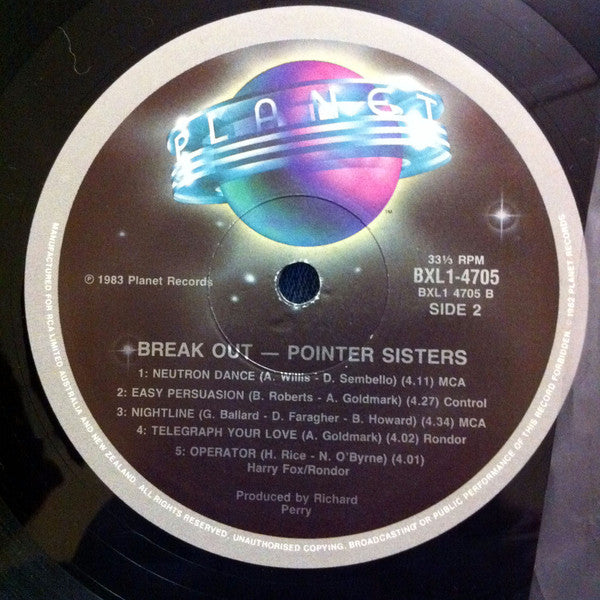 PLANET
™
33⅓ RPM
℗ 1983 Planet Records
BXL1-4705
BXL1 4705 B
SIDE 2
BREAK OUT — POINTER SISTERS
1: NEUTRON DANCE (A. Willis - D. Sembello) (4.11) MCA
2: EASY PERSUASION (B. Roberts - A. Goldmark) (4.27) Control
3: NIGHTLINE (G. Ballard - D. Faragher - B. Howard) (4.34) MCA
4: TELEGRAPH YOUR LOVE (A. Goldmark) (4.02) Rondor
5: OPERATOR (H. Rice - N. O'Byrne) (4.01)
Harry Fox/Rondor
Produced by Richard
Perry
MANUFACTURED FOR RCA LIMITED AUSTRALIA AND NEW ZEALAND. ALL RIGHTS RESERVED. UNAUTHORISED COPYING, BROADCASTING OR PUBLIC PERFORMANCE OF THIS RECORD FORBIDDEN. © 1982 PLANET RECORDS